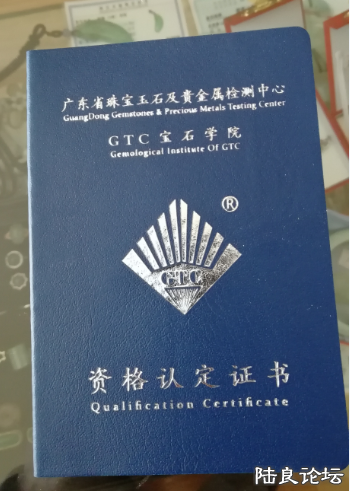 广东省珠宝玉石及貴金属检测中心
GuangDong Gemstones & Precious Metals Testing Center
GTC宝石学院
Gemological Institute Of GTC
®
GTC
资格认定证书
Qualification Certificate
陆良论坛